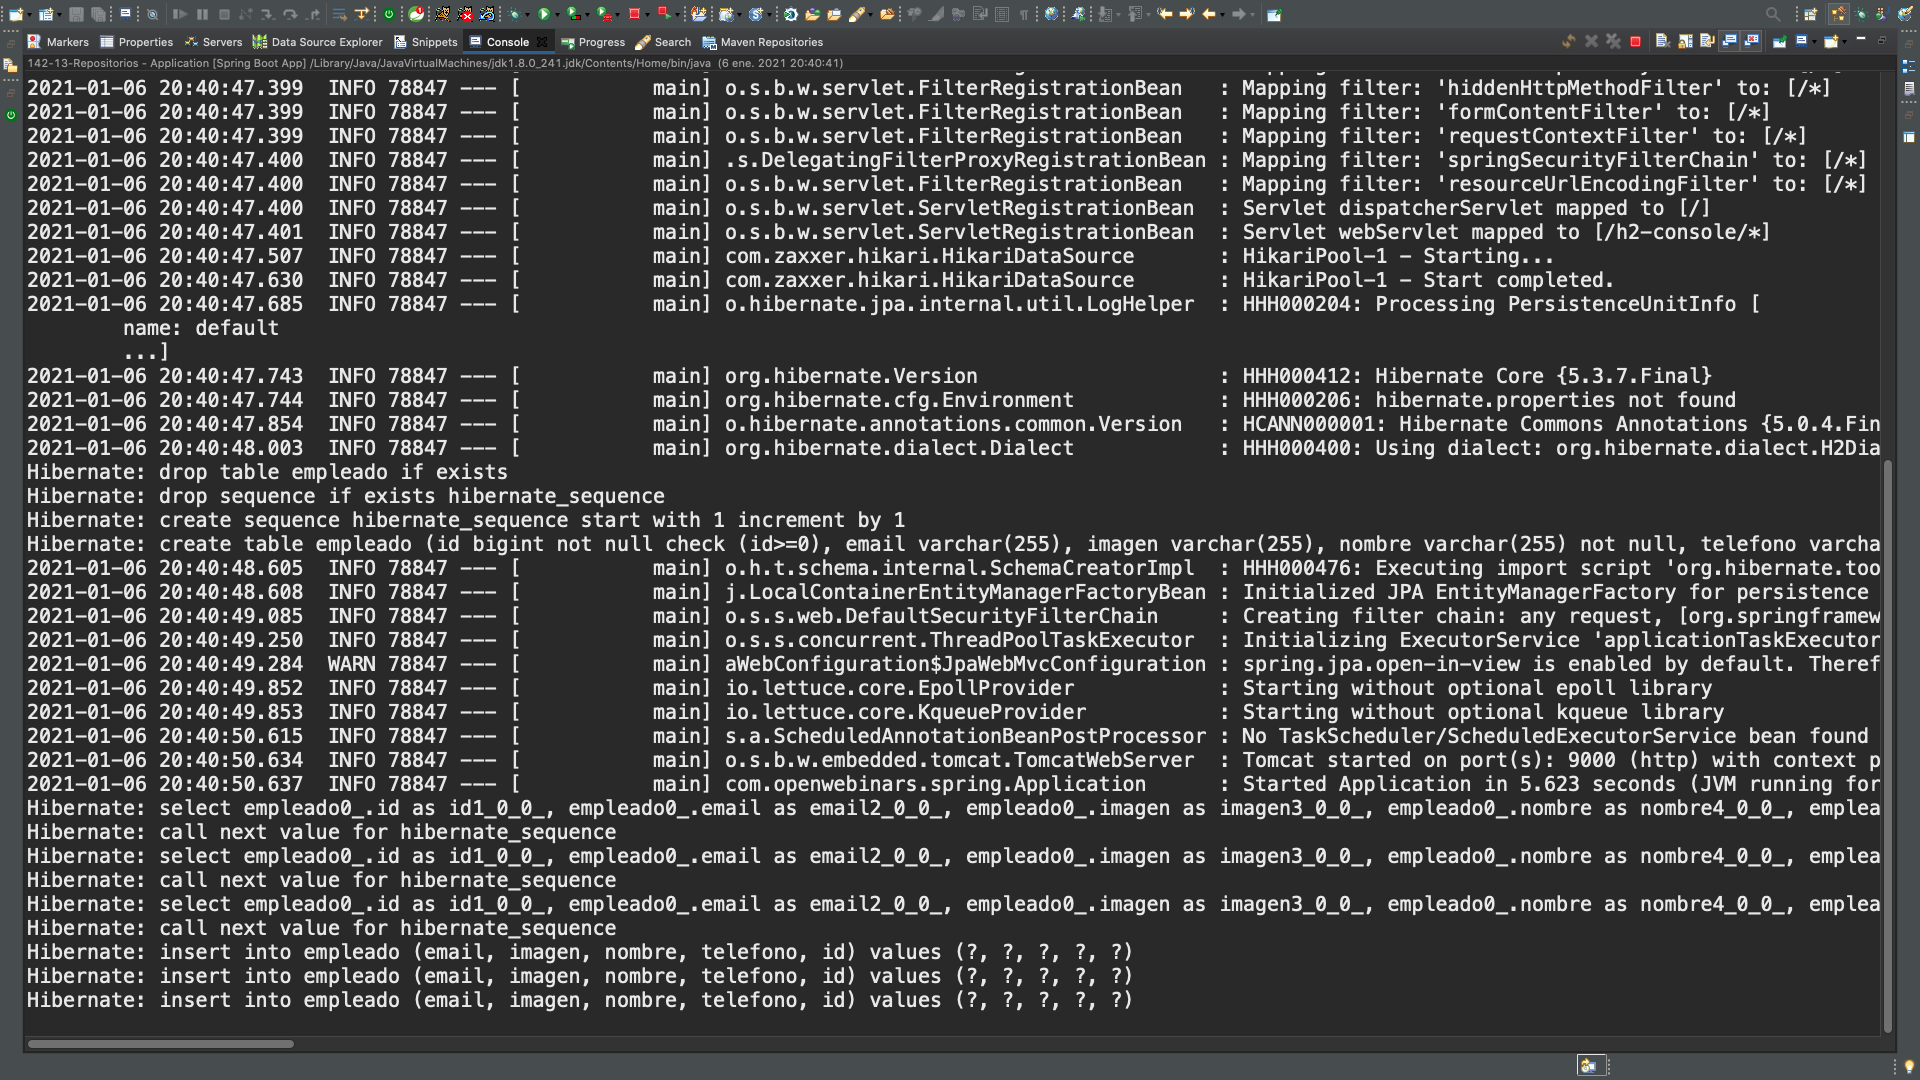 Markers Properties Servers Data Source Explorer Snippets Console Progress Search Maven Repositories
142-13-Repositorios - Application [Spring Boot App] /Library/Java/JavaVirtualMachines/jdk1.8.0_241.jdk/Contents/Home/bin/java (6 ene. 2021 20:40:41)
2021-01-06 20:40:47.399  INFO 78847 --- [           main] o.s.b.w.servlet.FilterRegistrationBean   : Mapping filter: 'hiddenHttpMethodFilter' to: [/*]
2021-01-06 20:40:47.399  INFO 78847 --- [           main] o.s.b.w.servlet.FilterRegistrationBean   : Mapping filter: 'formContentFilter' to: [/*]
2021-01-06 20:40:47.399  INFO 78847 --- [           main] o.s.b.w.servlet.FilterRegistrationBean   : Mapping filter: 'requestContextFilter' to: [/*]
2021-01-06 20:40:47.400  INFO 78847 --- [           main] .s.DelegatingFilterProxyRegistrationBean : Mapping filter: 'springSecurityFilterChain' to: [/*]
2021-01-06 20:40:47.400  INFO 78847 --- [           main] o.s.b.w.servlet.FilterRegistrationBean   : Mapping filter: 'resourceUrlEncodingFilter' to: [/*]
2021-01-06 20:40:47.400  INFO 78847 --- [           main] o.s.b.w.servlet.ServletRegistrationBean  : Servlet dispatcherServlet mapped to [/]
2021-01-06 20:40:47.401  INFO 78847 --- [           main] o.s.b.w.servlet.ServletRegistrationBean  : Servlet webServlet mapped to [/h2-console/*]
2021-01-06 20:40:47.507  INFO 78847 --- [           main] com.zaxxer.hikari.HikariDataSource       : HikariPool-1 - Starting...
2021-01-06 20:40:47.630  INFO 78847 --- [           main] com.zaxxer.hikari.HikariDataSource       : HikariPool-1 - Start completed.
2021-01-06 20:40:47.685  INFO 78847 --- [           main] o.hibernate.jpa.internal.util.LogHelper  : HHH000204: Processing PersistenceUnitInfo [
name: default
...]
2021-01-06 20:40:47.743  INFO 78847 --- [           main] org.hibernate.Version                    : HHH000412: Hibernate Core {5.3.7.Final}
2021-01-06 20:40:47.744  INFO 78847 --- [           main] org.hibernate.cfg.Environment            : HHH000206: hibernate.properties not found
2021-01-06 20:40:47.854  INFO 78847 --- [           main] o.hibernate.annotations.common.Version   : HCANN000001: Hibernate Commons Annotations {5.0.4.Fin
2021-01-06 20:40:48.003  INFO 78847 --- [           main] org.hibernate.dialect.Dialect            : HHH000400: Using dialect: org.hibernate.dialect.H2Dia
Hibernate: drop table empleado if exists
Hibernate: drop sequence if exists hibernate_sequence
Hibernate: create sequence hibernate_sequence start with 1 increment by 1
Hibernate: create table empleado (id bigint not null check (id>=0), email varchar(255), imagen varchar(255), nombre varchar(255) not null, telefono varcha
2021-01-06 20:40:48.605  INFO 78847 --- [           main] o.h.t.schema.internal.SchemaCreatorImpl  : HHH000476: Executing import script 'org.hibernate.too
2021-01-06 20:40:48.608  INFO 78847 --- [           main] j.LocalContainerEntityManagerFactoryBean : Initialized JPA EntityManagerFactory for persistence
2021-01-06 20:40:49.085  INFO 78847 --- [           main] o.s.s.web.DefaultSecurityFilterChain     : Creating filter chain: any request, [org.springframew
2021-01-06 20:40:49.250  INFO 78847 --- [           main] o.s.s.concurrent.ThreadPoolTaskExecutor  : Initializing ExecutorService 'applicationTaskExecutor
2021-01-06 20:40:49.284  WARN 78847 --- [           main] aWebConfiguration$JpaWebMvcConfiguration : spring.jpa.open-in-view is enabled by default. Theref
2021-01-06 20:40:49.852  INFO 78847 --- [           main] io.lettuce.core.EpollProvider            : Starting without optional epoll library
2021-01-06 20:40:49.853  INFO 78847 --- [           main] io.lettuce.core.KqueueProvider           : Starting without optional kqueue library
2021-01-06 20:40:50.615  INFO 78847 --- [           main] s.a.ScheduledAnnotationBeanPostProcessor : No TaskScheduler/ScheduledExecutorService bean found
2021-01-06 20:40:50.634  INFO 78847 --- [           main] o.s.b.w.embedded.tomcat.TomcatWebServer  : Tomcat started on port(s): 9000 (http) with context p
2021-01-06 20:40:50.637  INFO 78847 --- [           main] com.openwebinars.spring.Application      : Started Application in 5.623 seconds (JVM running for
Hibernate: select empleado0_.id as id1_0_0_, empleado0_.email as email2_0_0_, empleado0_.imagen as imagen3_0_0_, empleado0_.nombre as nombre4_0_0_, emplea
Hibernate: call next value for hibernate_sequence
Hibernate: select empleado0_.id as id1_0_0_, empleado0_.email as email2_0_0_, empleado0_.imagen as imagen3_0_0_, empleado0_.nombre as nombre4_0_0_, emplea
Hibernate: call next value for hibernate_sequence
Hibernate: select empleado0_.id as id1_0_0_, empleado0_.email as email2_0_0_, empleado0_.imagen as imagen3_0_0_, empleado0_.nombre as nombre4_0_0_, emplea
Hibernate: call next value for hibernate_sequence
Hibernate: insert into empleado (email, imagen, nombre, telefono, id) values (?, ?, ?, ?, ?)
Hibernate: insert into empleado (email, imagen, nombre, telefono, id) values (?, ?, ?, ?, ?)
Hibernate: insert into empleado (email, imagen, nombre, telefono, id) values (?, ?, ?, ?, ?)